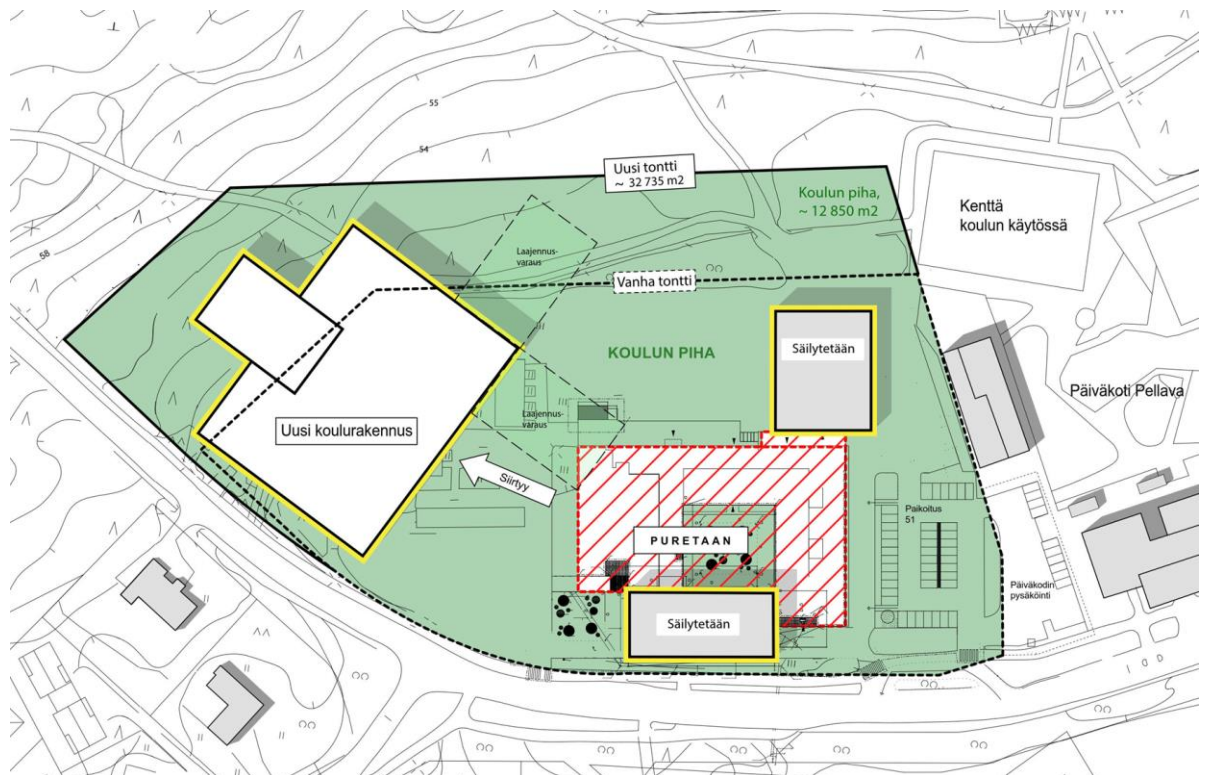 55
54
58
Uusi tontti
~ 32 735 m2
Koulun piha,
~ 12 850 m2
Kenttä
koulun käytössä
Laajennus-
varaus
Vanha tontti
KOULUN PIHA
Säilytetään
Päiväkoti Pellava
Laajennus-
varaus
Uusi koulurakennus
Siirtyy
PURETAAN
Paikoitus
51
Päiväkodin
pysäköinti
Säilytetään